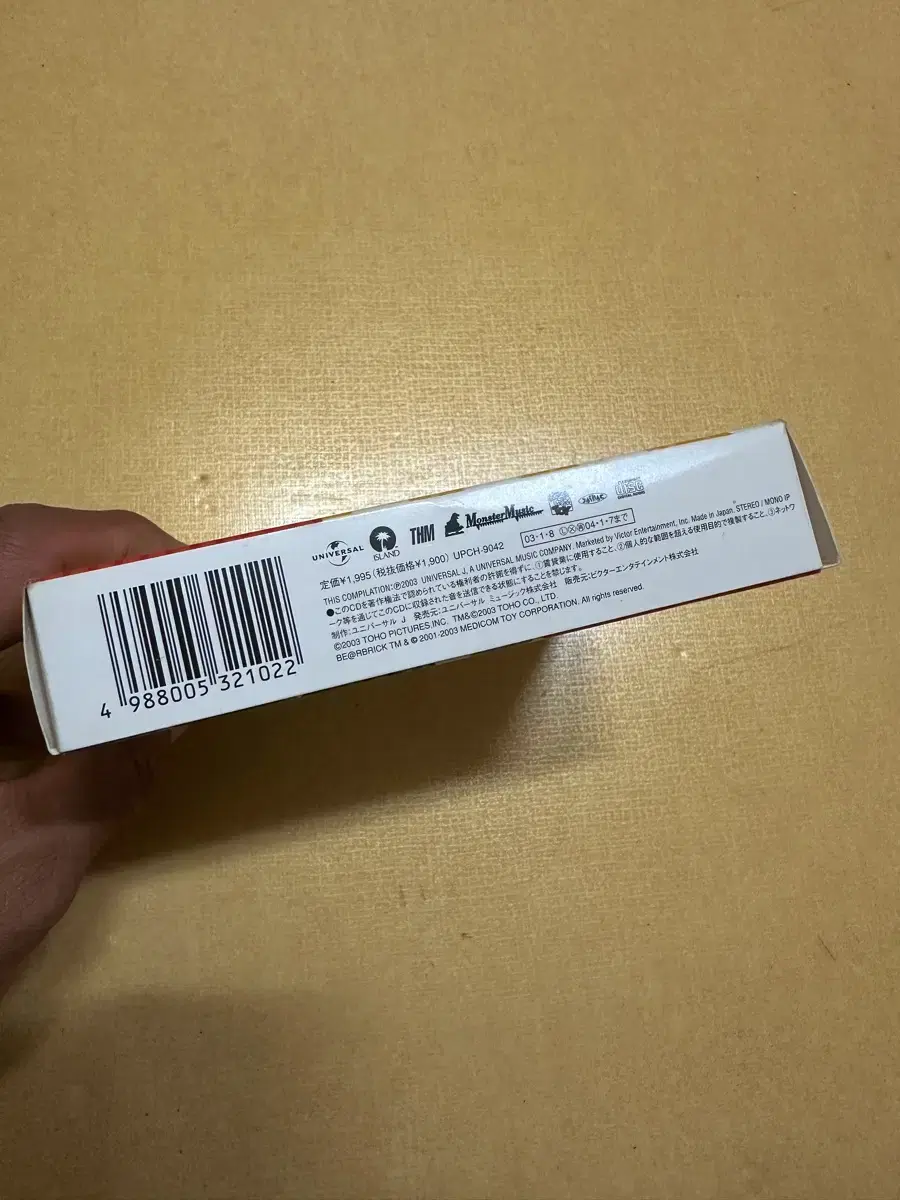 UNIVERSAL
ISLAND
THM
MonsterMusic
DISC
定価¥1,995 (税抜価格¥1,900) UPCH-9042
03・1・8 Ⓛ Ⓧ 04・1・7まで
THIS COMPILATION:Ⓟ2003 UNIVERSAL J, A UNIVERSAL MUSIC COMPANY. Marketed by Victor Entertainment, Inc. Made in Japan. STEREO / MONO IP
●このCDを著作権法で認められている権利者の許諾を得ずに、①賃貸業に使用すること、②個人的な範囲を超える使用目的で複製すること、③ネットワ
ーク等を通じてこのCDに収録された音を送信できる状態にすることを禁じます。
制作:ユニバーサル J 発売元:ユニバーサル ミュージック株式会社 販売元:ビクターエンタテインメント株式会社
©2003 TOHO PICTURES,INC. TM&©2003 TOHO CO., LTD.
BE@RBRICK TM & © 2001-2003 MEDICOM TOY CORPORATION. All rights reserved.
4 988005 321022